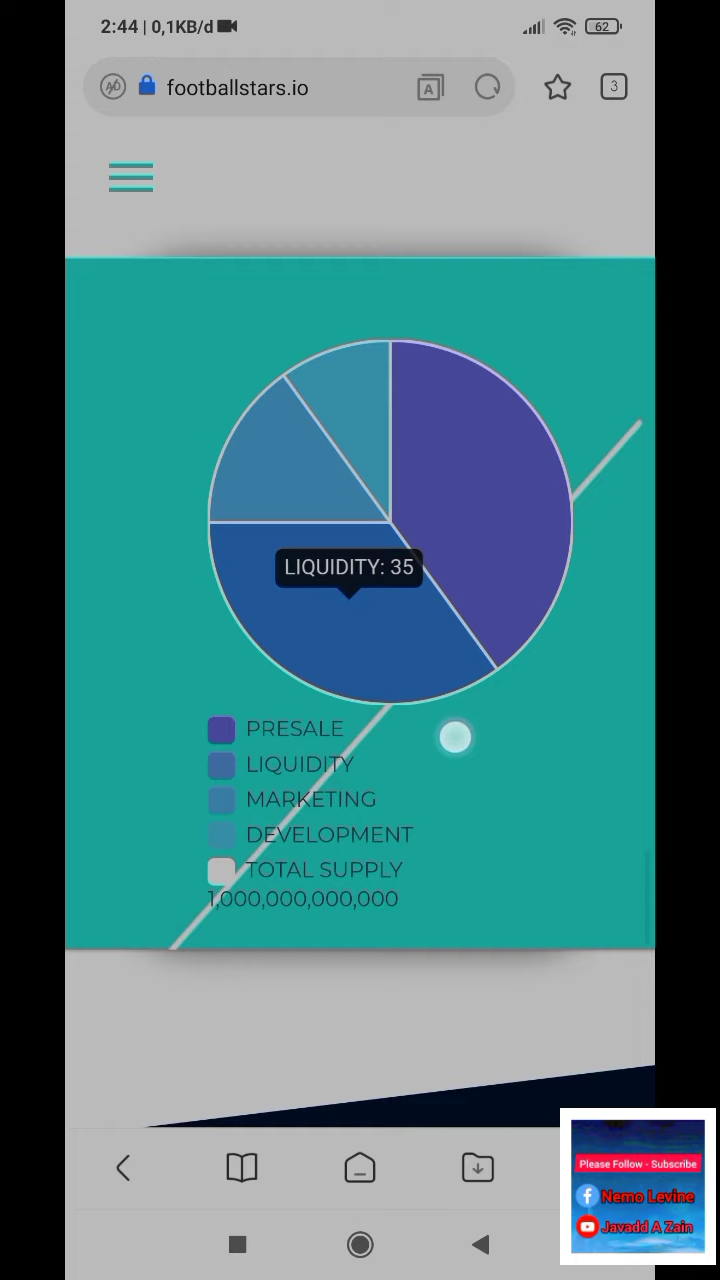 2:44 | 0,1KB/d
62
footballstars.io
A
3
LIQUIDITY: 35
PRESALE
LIQUIDITY
MARKETING
DEVELOPMENT
TOTAL SUPPLY
1,000,000,000,000
Please Follow - Subscribe
Nemo Levine
Javadd A Zain